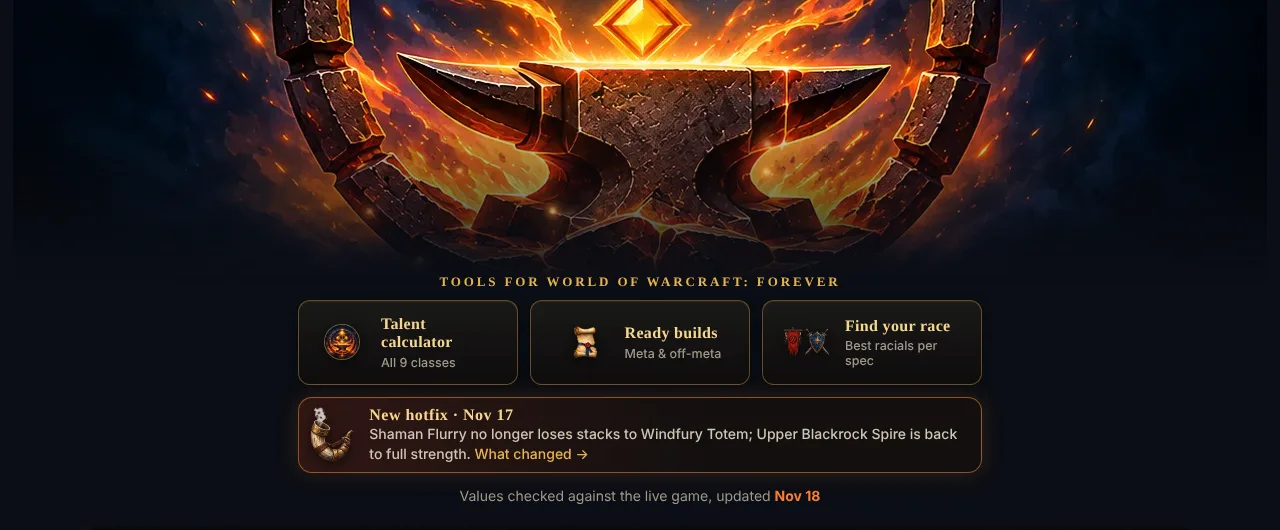 TOOLS FOR WORLD OF WARCRAFT: FOREVER
Talent
calculator
All 9 classes
Ready builds
Meta & off-meta
Find your race
Best racials per
spec
New hotfix · Nov 17
Shaman Flurry no longer loses stacks to Windfury Totem; Upper Blackrock Spire is back
to full strength. What changed →
Values checked against the live game, updated Nov 18